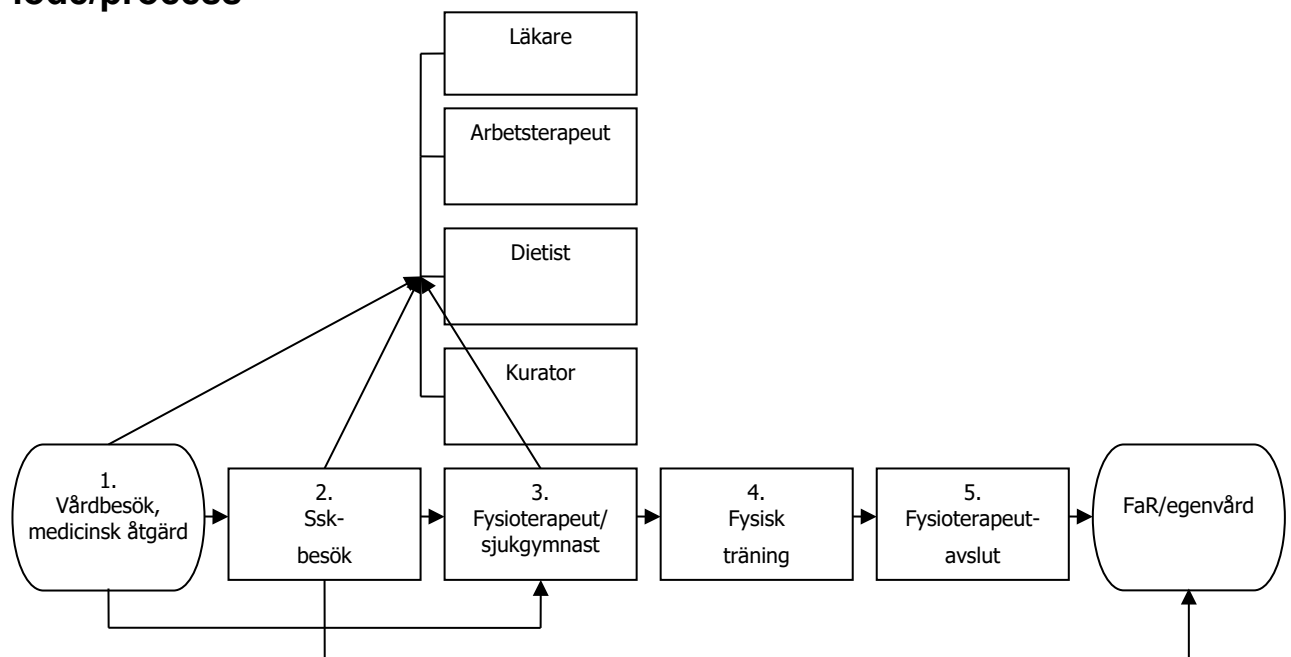 Läkare
Arbetsterapeut
Dietist
Kurator
1.
Vårdbesök,
medicinsk åtgärd
2.
Ssk-
besök
3.
Fysioterapeut/
sjukgymnast
4.
Fysisk
träning
5.
Fysioterapeut-
avslut
FaR/egenvård